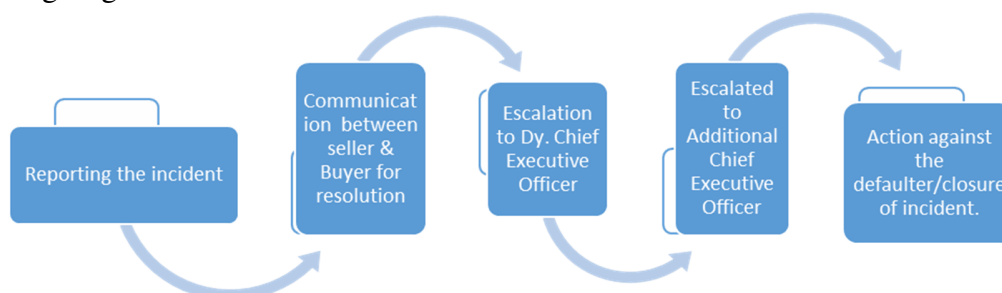 Reporting the incident
Communicat
ion between
seller &
Buyer for
resolution
Escalation
to Dy. Chief
Executive
Officer
Escalated
to
Additional
Chief
Executive
Officer
Action against
the
defaulter/closure
of incident.